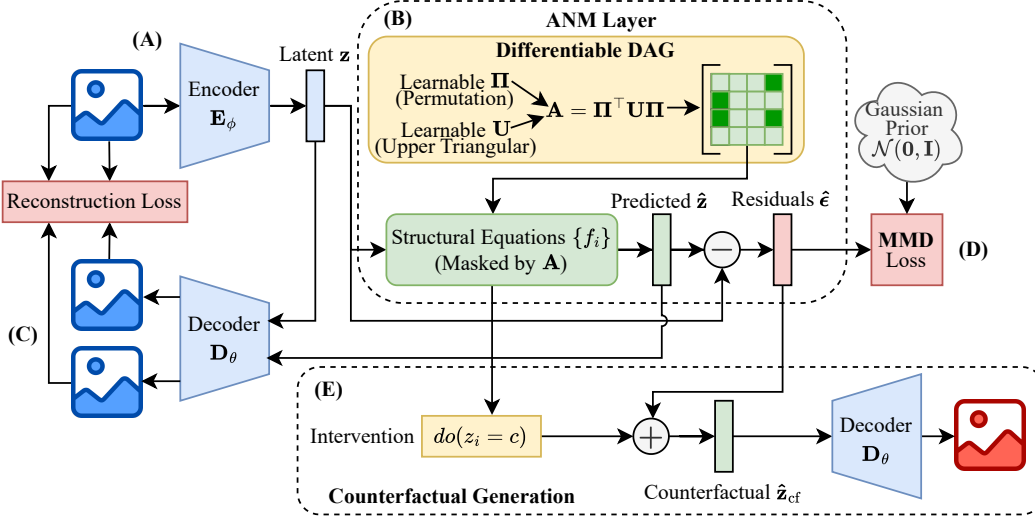 (A)
Encoder
E_ϕ
Latent z
(B)
ANM Layer
Differentiable DAG
Learnable Π
(Permutation)
Learnable U
(Upper Triangular)
A = Π^⊤UΠ
Gaussian
Prior
𝒩(0, I)
Reconstruction Loss
Structural Equations {f_i}
(Masked by A)
Predicted ẑ
−
Residuals ε̂
MMD
Loss
(D)
(C)
Decoder
D_θ
(E)
Intervention
do(z_i = c)
+
Counterfactual ẑ_cf
Decoder
D_θ
Counterfactual Generation